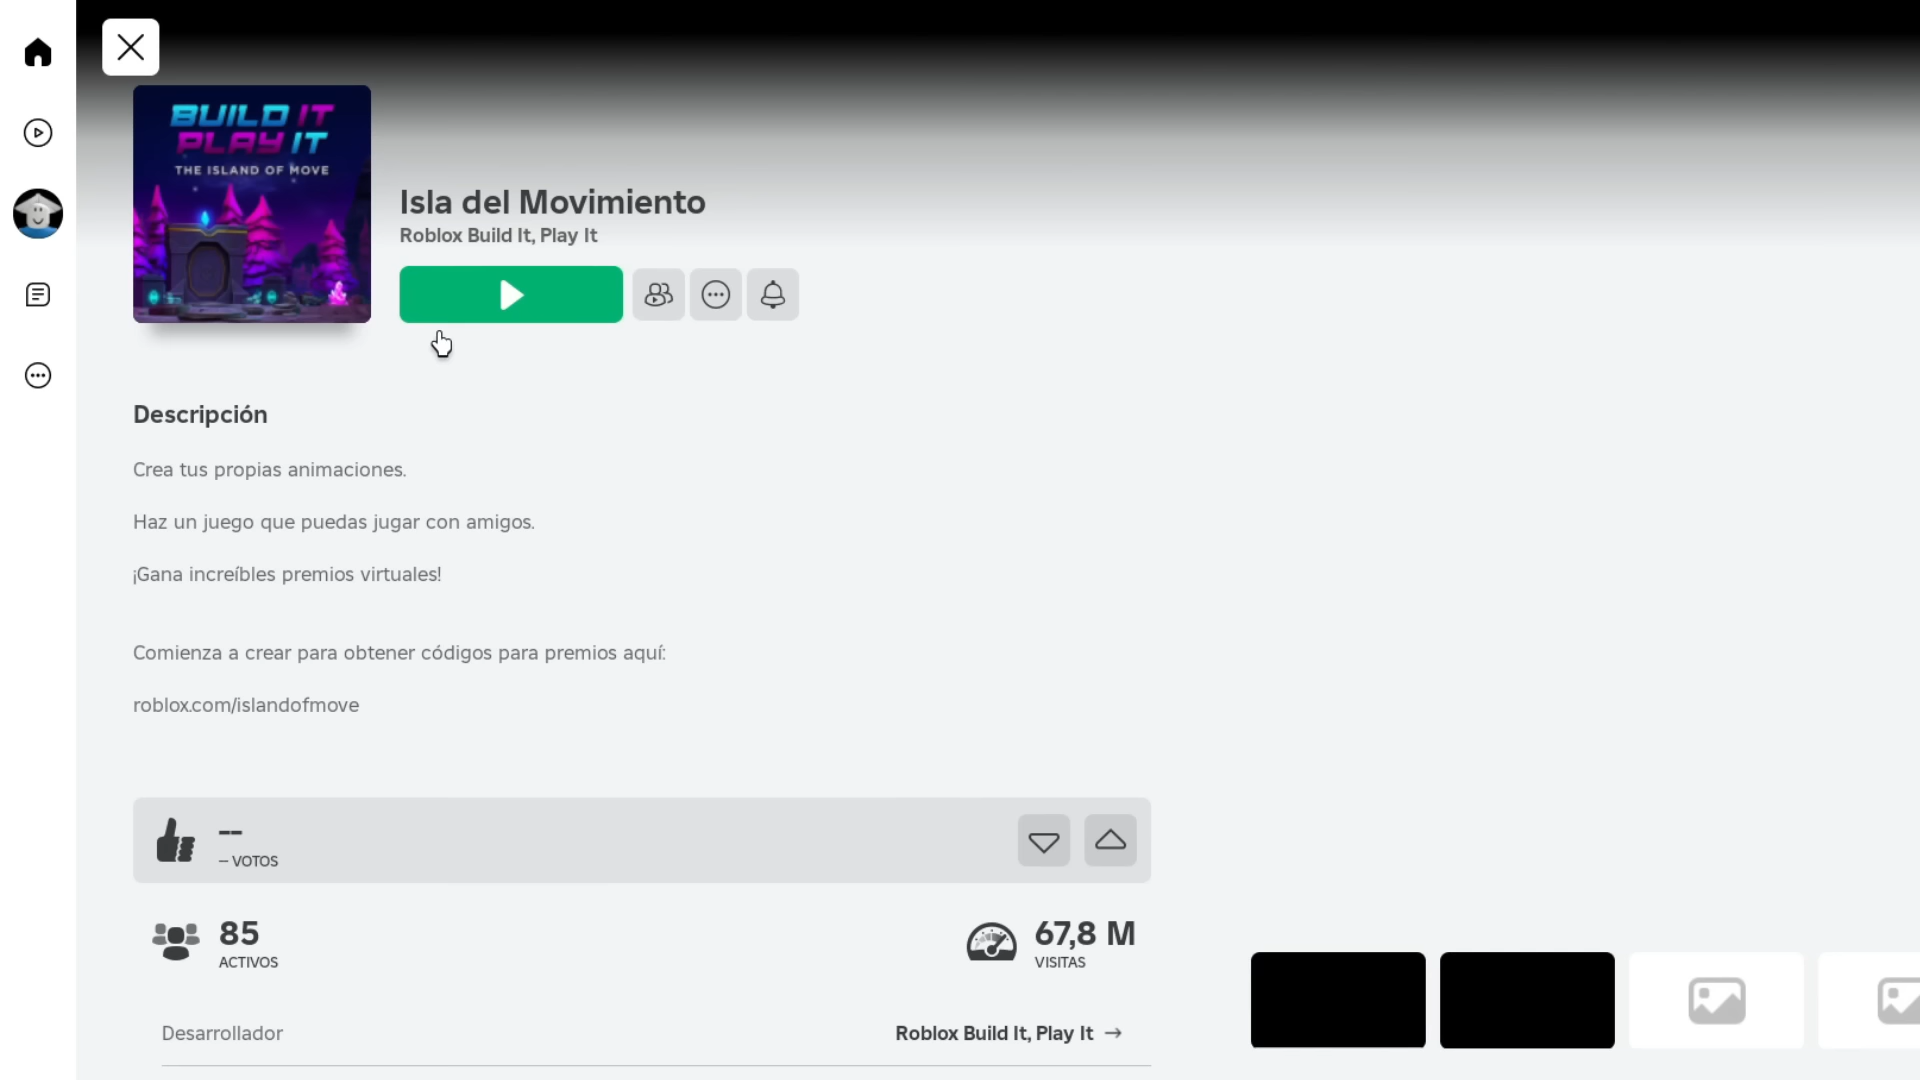 BUILD IT
PLAY IT
THE ISLAND OF MOVE
Isla del Movimiento
Roblox Build It, Play It
Descripción
Crea tus propias animaciones.
Haz un juego que puedas jugar con amigos.
¡Gana increíbles premios virtuales!
Comienza a crear para obtener códigos para premios aquí:
roblox.com/islandofmove
--
-- VOTOS
85
ACTIVOS
67,8 M
VISITAS
Desarrollador
Roblox Build It, Play It →